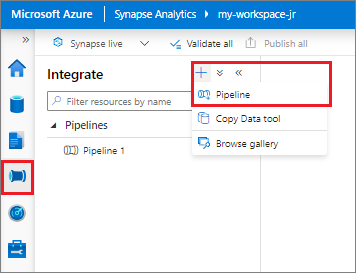 Microsoft Azure Synapse Analytics my-workspace-jr
Synapse live Validate all Publish all
Integrate
Pipeline
Filter resources by name
Copy Data tool
Pipelines
Browse gallery
Pipeline 1